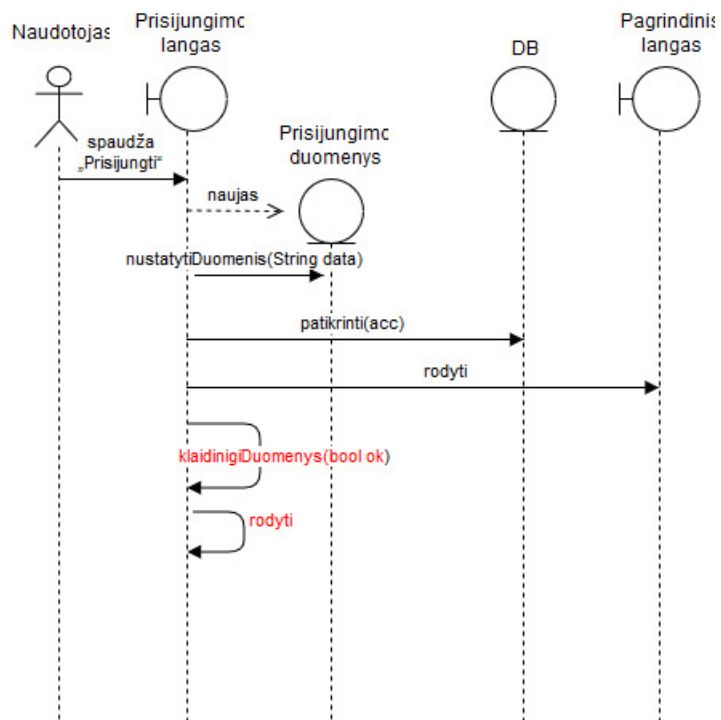 Naudotojas
Prisijungimo
langas
DB
Pagrindinis
langas
Prisijungimo
duomenys
spaudža
„Prisijungti“
naujas
nustatytiDuomenis(String data)
patikrinti(acc)
rodyti
klaidinigiDuomenys(bool ok)
rodyti